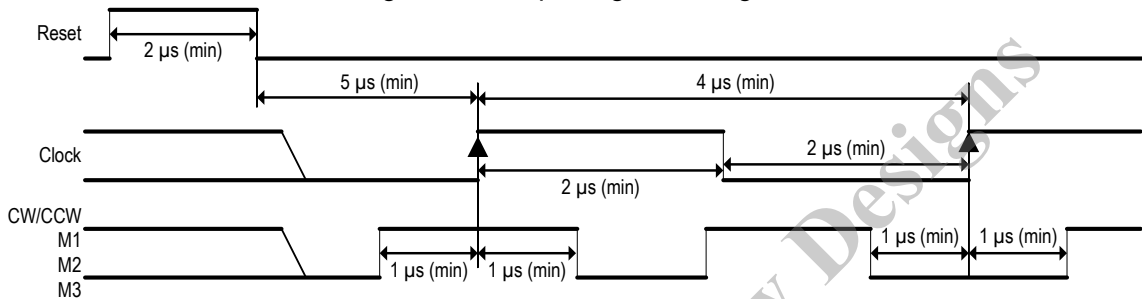 Reset
2 µs (min)
5 µs (min)
4 µs (min)
Clock
2 µs (min)
2 µs (min)
CW/CCW
M1
M2
M3
1 µs (min)
1 µs (min)
1 µs (min)
1 µs (min)
Designs